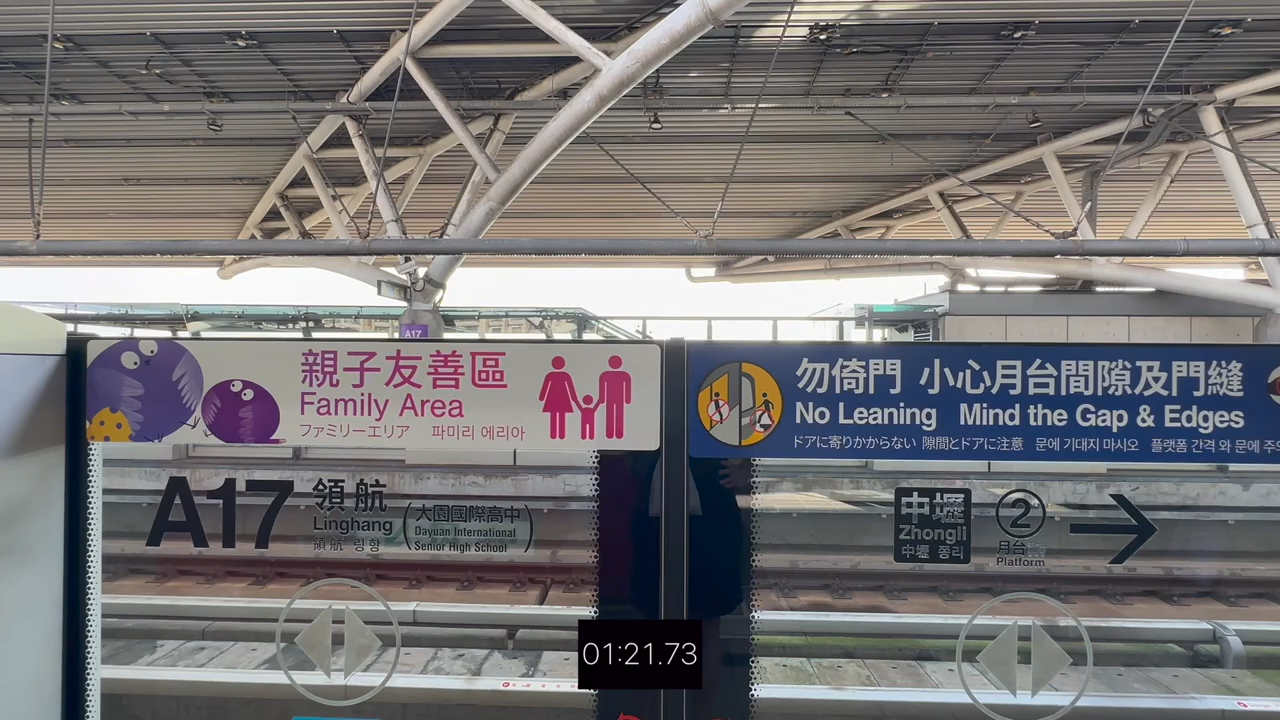 A17
親子友善區
Family Area
ファミリーエリア 파미리 에리아
勿倚門 小心月台間隙及門縫
No Leaning Mind the Gap & Edges
ドアに寄りかからない 隙間とドアに注意 문에 기대지 마시오 플랫폼 간격 와 문에 주
A17
領航
Linghang
領航 링항
(大園國際高中
Dayuan International
Senior High School)
中壢
Zhongli
中壢 쭝리
2
月台
Platform
01:21.73